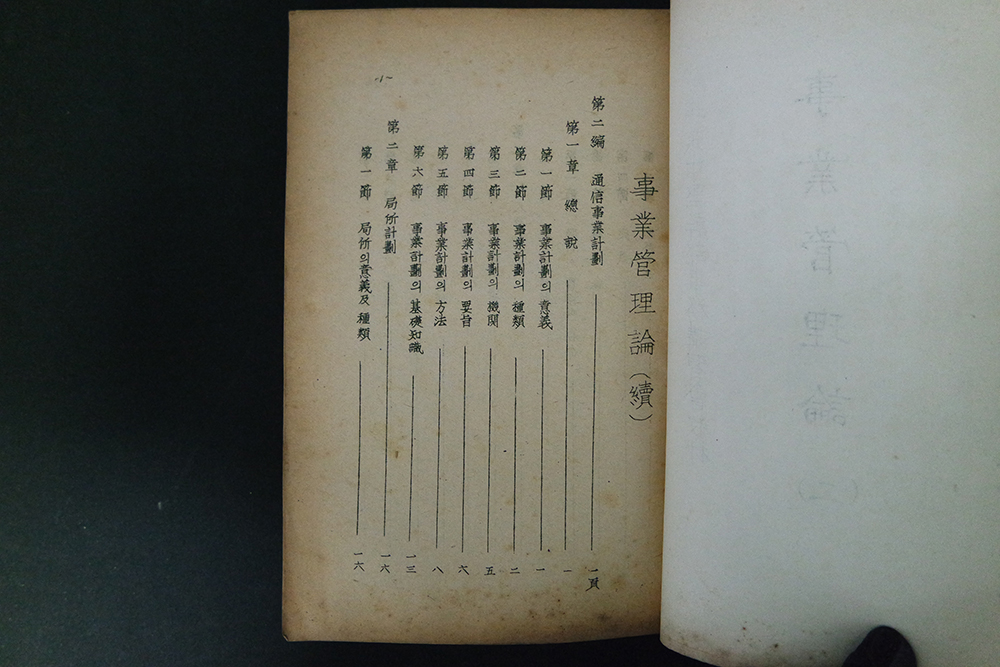 事業管理論(續)
第二編 通信事業計劃 一頁
第一章 總說 一
第一節 事業計劃의 意義 一
第二節 事業計劃의 種類 二
第三節 事業計劃의 機関 五
第四節 事業計劃의 要旨 六
第五節 事業計劃의 方法 八
第六節 事業計劃의 基礎知識 一三
第二章 局所計劃 一六
第一節 局所의 意義及 種類 一六
事業管理論(二)